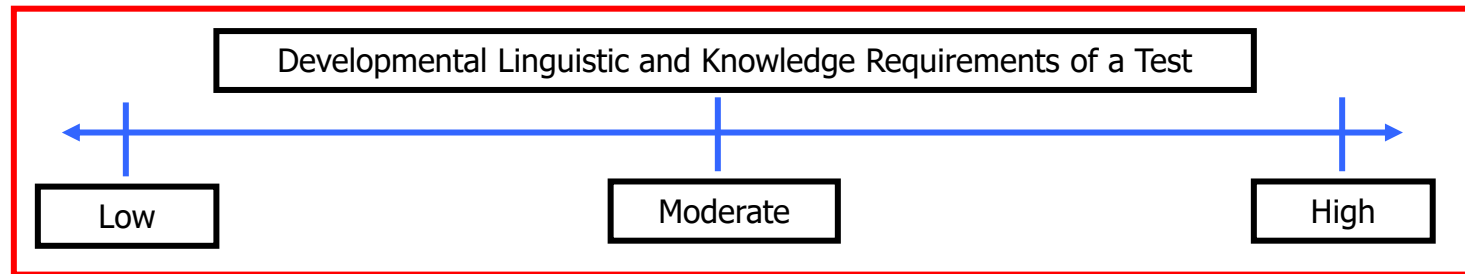 Developmental Linguistic and Knowledge Requirements of a Test
Low
Moderate
High